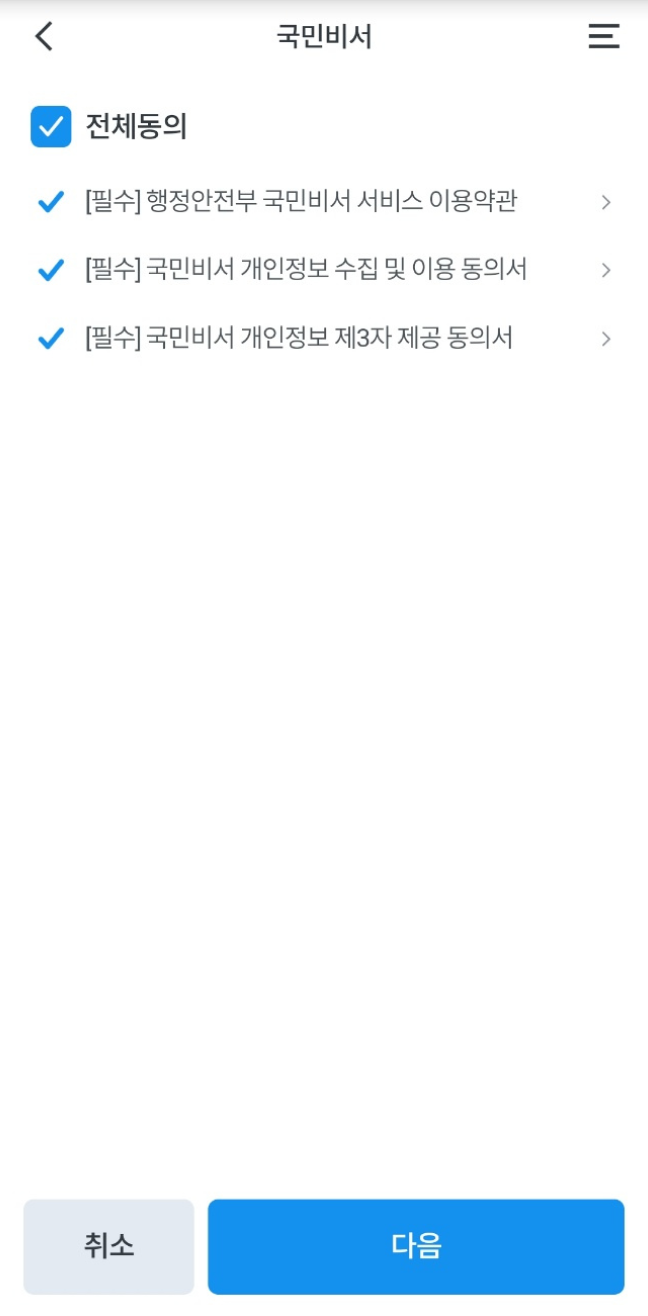 국민비서
전체동의
[필수] 행정안전부 국민비서 서비스 이용약관
[필수] 국민비서 개인정보 수집 및 이용 동의서
[필수] 국민비서 개인정보 제3자 제공 동의서
취소
다음